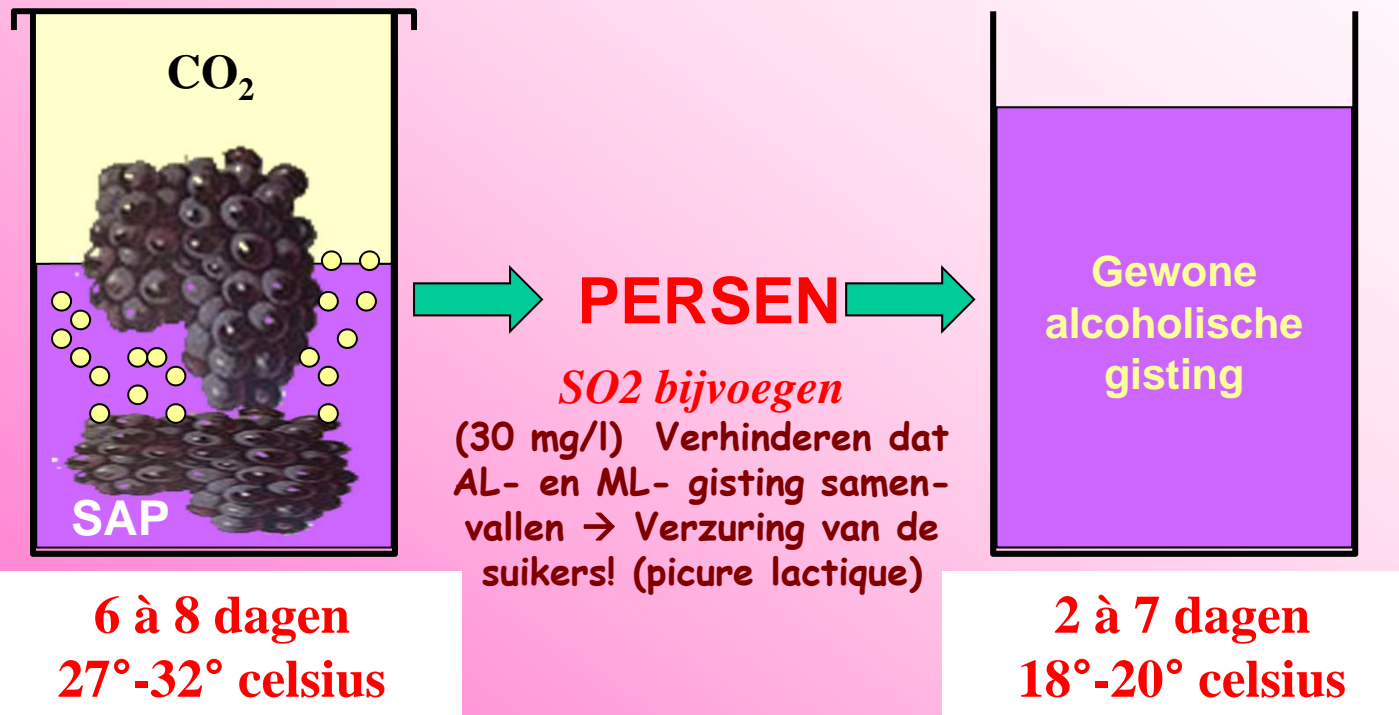 CO₂
SAP
6 à 8 dagen
27°-32° celsius
PERSEN
SO2 bijvoegen
(30 mg/l) Verhinderen dat
AL- en ML- gisting samen-
vallen → Verzuring van de
suikers! (picure lactique)
Gewone
alcoholische
gisting
2 à 7 dagen
18°-20° celsius